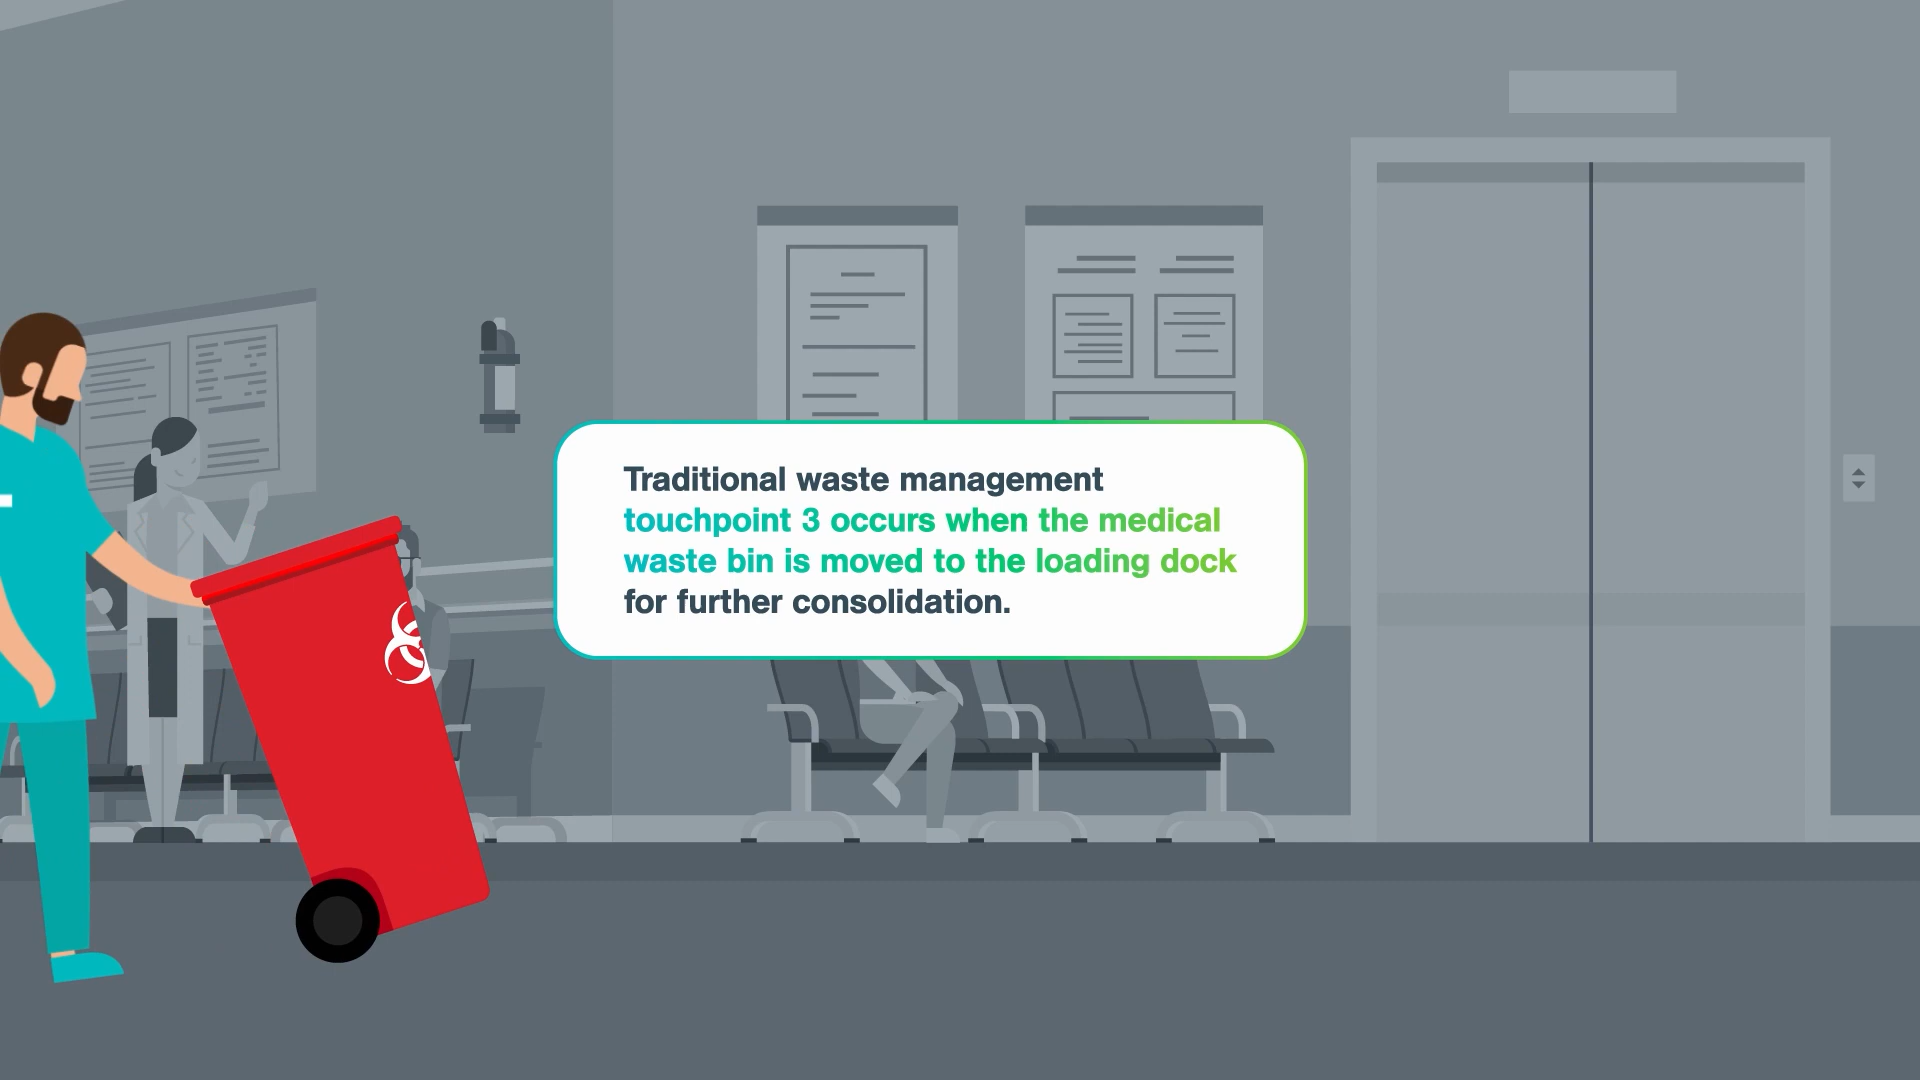 Traditional waste management
touchpoint 3 occurs when the medical
waste bin is moved to the loading dock
for further consolidation.